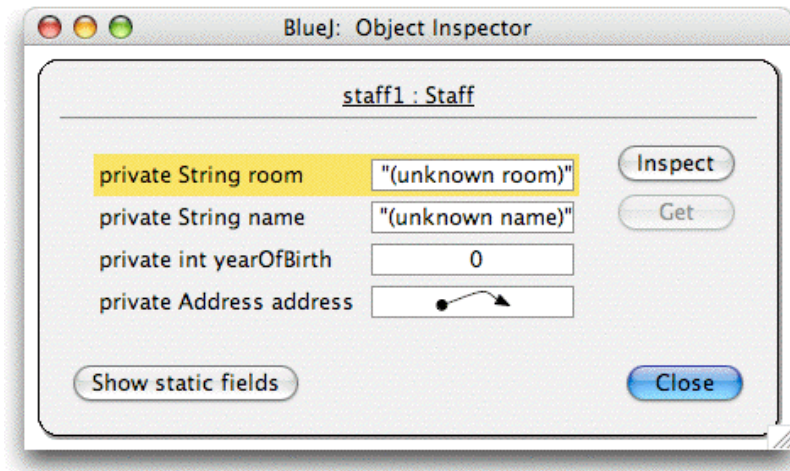 BlueJ: Object Inspector
staff1 : Staff
private String room "(unknown room)" Inspect
private String name "(unknown name)" Get
private int yearOfBirth 0
private Address address
Show static fields Close